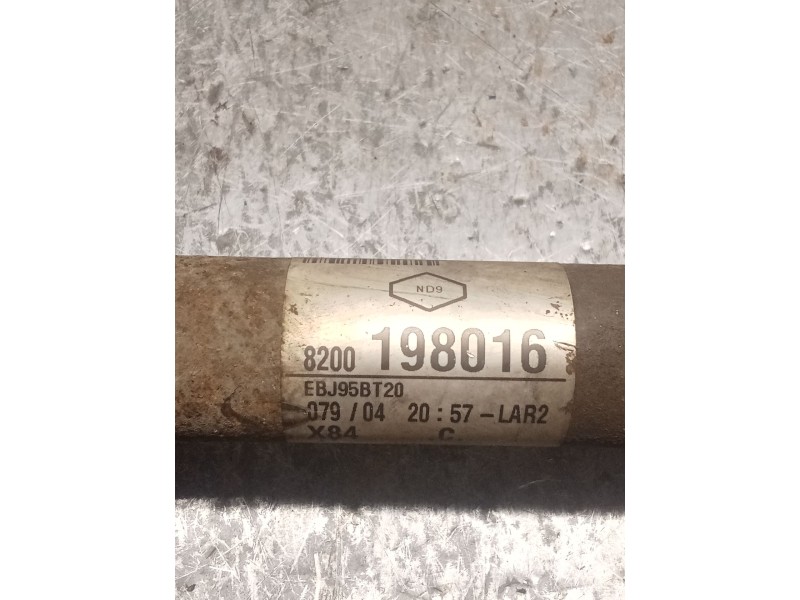 ND9
8200 198016
EBJ95BT20
079 / 04 20 : 57 - LAR2
X84 C